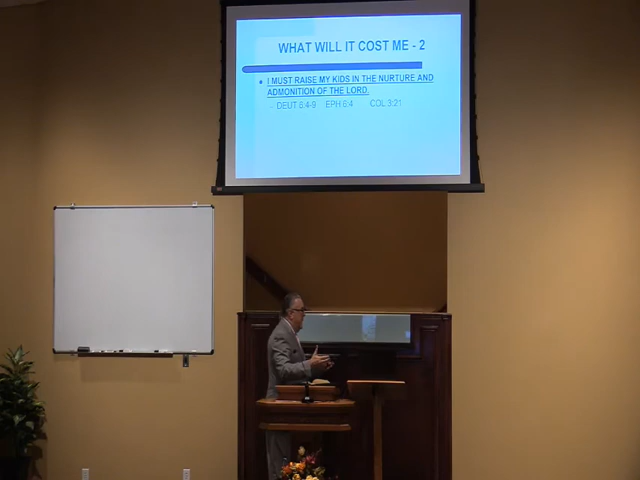 WHAT WILL IT COST ME - 2
I MUST RAISE MY KIDS IN THE NURTURE AND
ADMONITION OF THE LORD.
– DEUT 6:4-9 EPH 6:4 COL 3:21